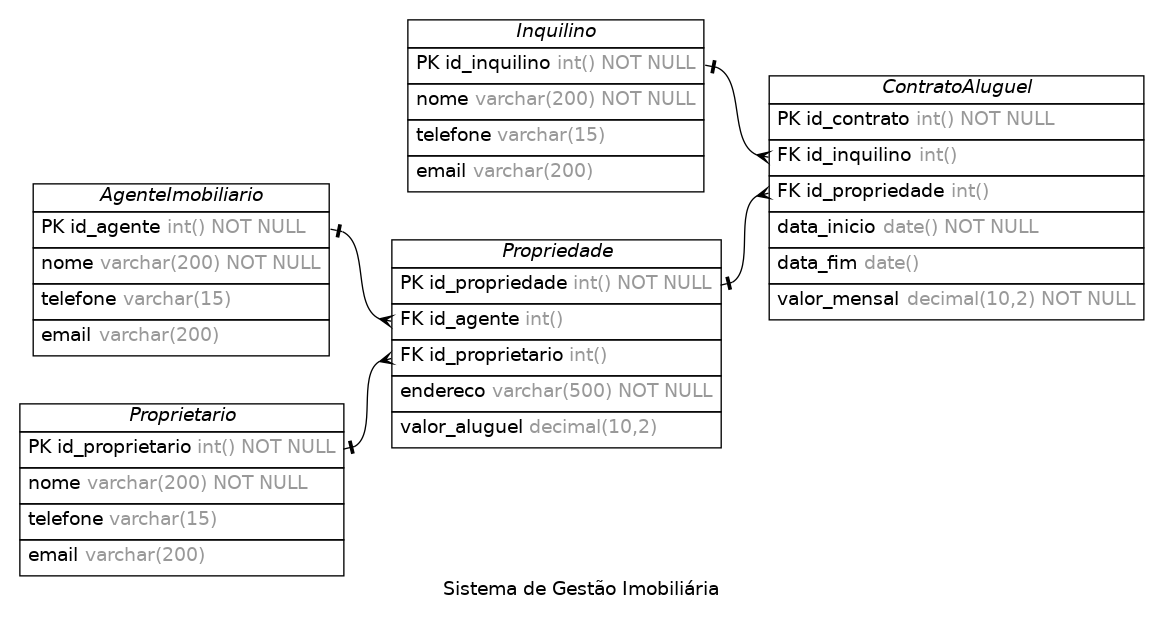 Inquilino
PK id_inquilino int() NOT NULL
nome varchar(200) NOT NULL
telefone varchar(15)
email varchar(200)
ContratoAluguel
PK id_contrato int() NOT NULL
FK id_inquilino int()
FK id_propriedade int()
data_inicio date() NOT NULL
data_fim date()
valor_mensal decimal(10,2) NOT NULL
AgenteImobiliario
PK id_agente int() NOT NULL
nome varchar(200) NOT NULL
telefone varchar(15)
email varchar(200)
Propriedade
PK id_propriedade int() NOT NULL
FK id_agente int()
FK id_proprietario int()
endereco varchar(500) NOT NULL
valor_aluguel decimal(10,2)
Proprietario
PK id_proprietario int() NOT NULL
nome varchar(200) NOT NULL
telefone varchar(15)
email varchar(200)
Sistema de Gestão Imobiliária